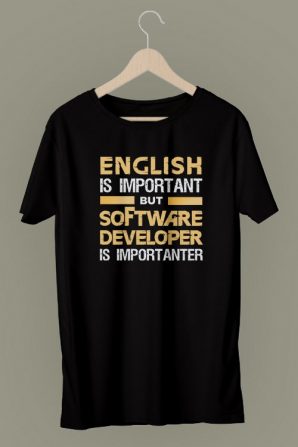 ENGLISH
IS IMPORTANT
BUT
SOFTWARE
DEVELOPER
IS IMPORTANTER